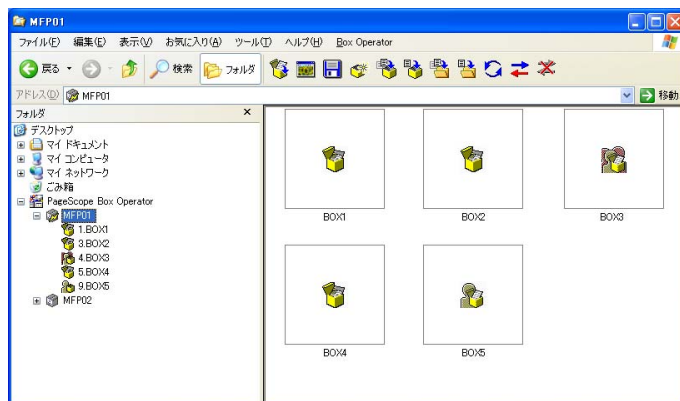 MFP01
ファイル(F) 編集(E) 表示(V) お気に入り(A) ツール(T) ヘルプ(H) Box Operator
戻る 検索 フォルダ
アドレス(D) MFP01 移動
フォルダ ×
デスクトップ
マイ ドキュメント
マイ コンピュータ
マイ ネットワーク
ごみ箱
PageScope Box Operator
MFP01
1.BOX1
3.BOX2
4.BOX3
5.BOX4
9.BOX5
MFP02
BOX1 BOX2 BOX3
BOX4 BOX5